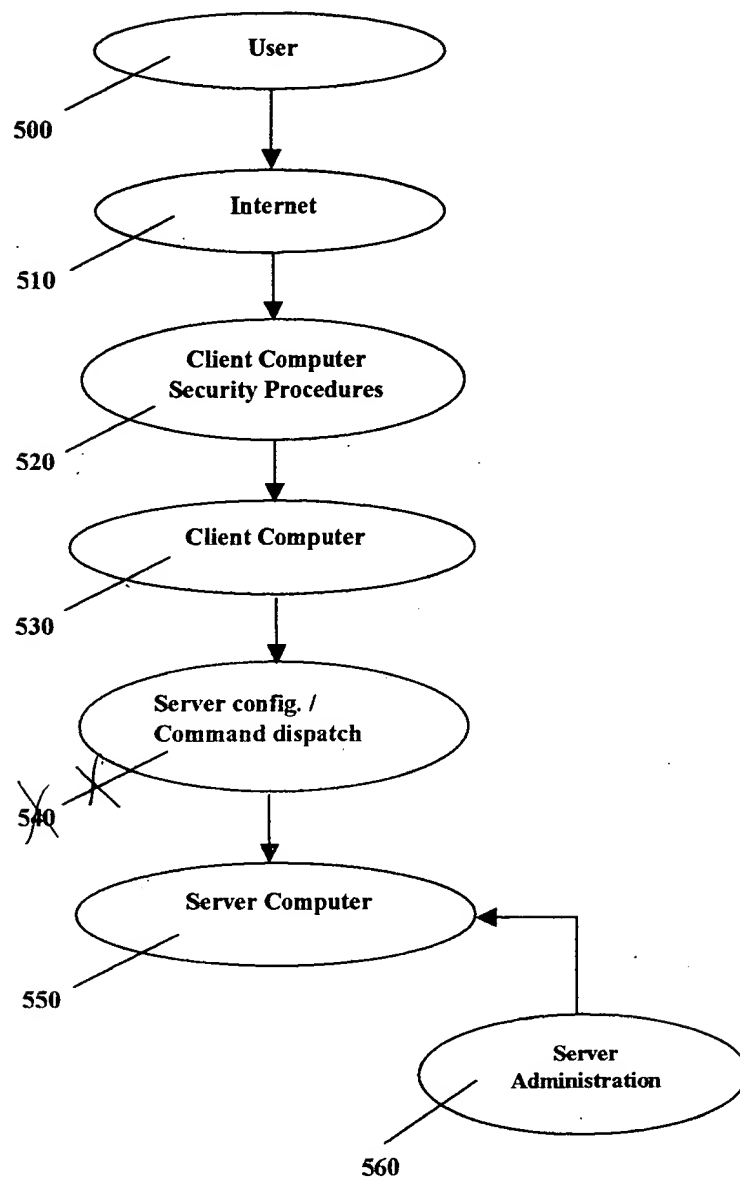 User
500
Internet
510
Client Computer
Security Procedures
520
Client Computer
530
Server config. /
Command dispatch
540
Server Computer
550
Server
Administration
560